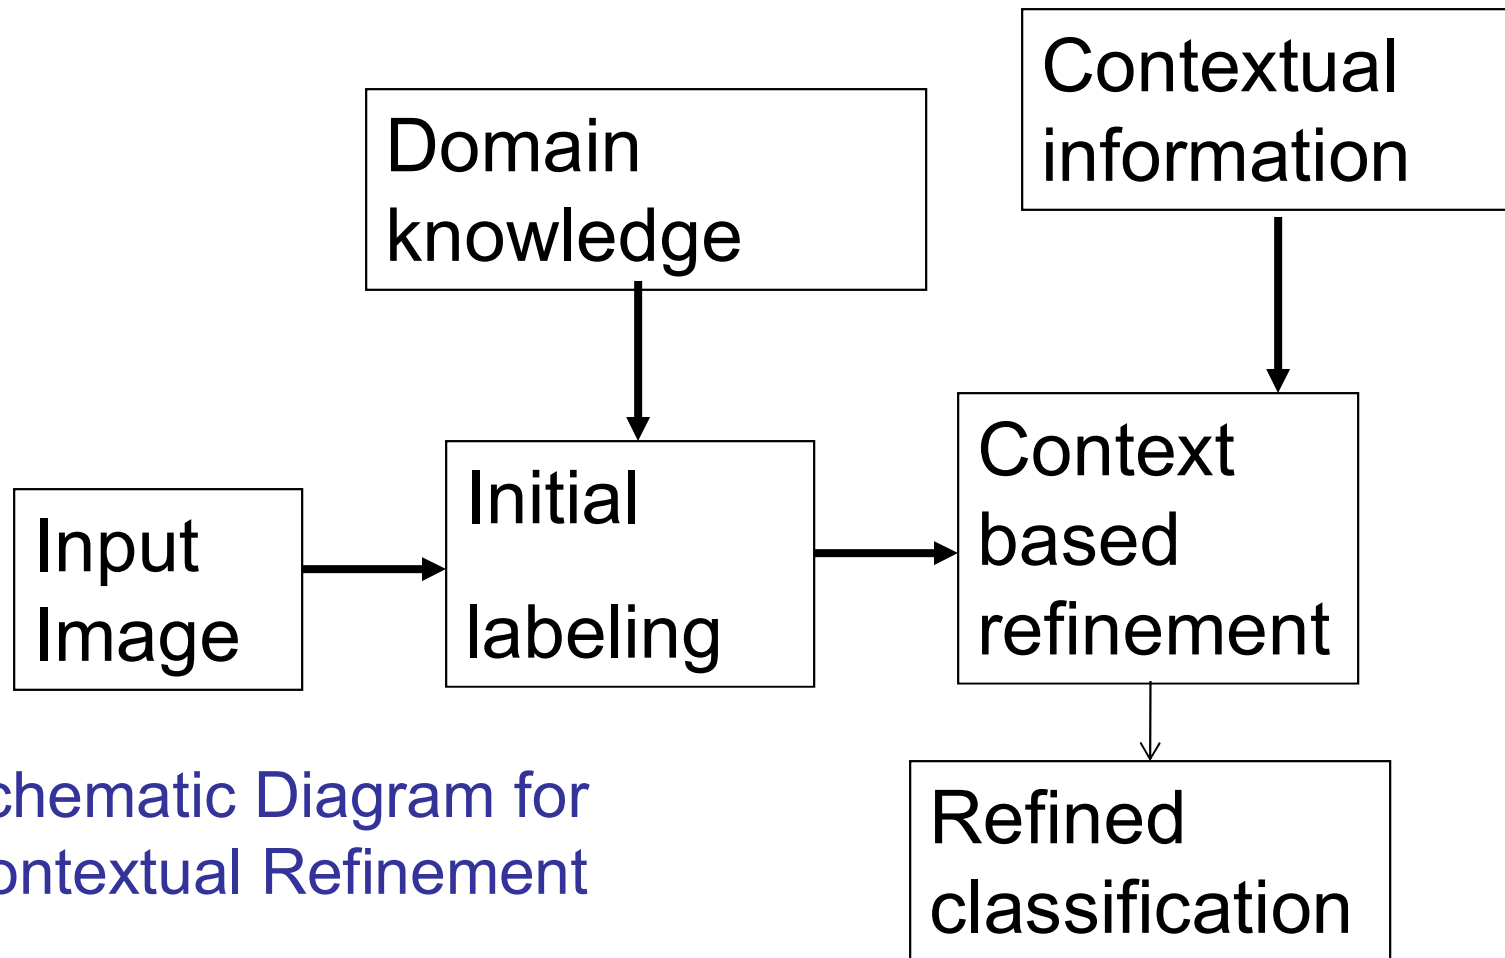 Contextual
information
Domain
knowledge
Context
based
refinement
Initial
labeling
Input
Image
chematic Diagram for
ontextual Refinement
Refined
classification